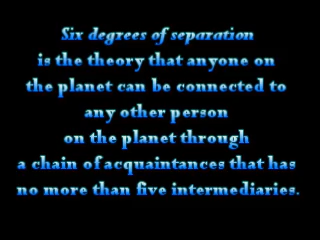 Six degrees of separation
is the theory that anyone on
the planet can be connected to
any other person
on the planet through
a chain of acquaintances that has
no more than five intermediaries.